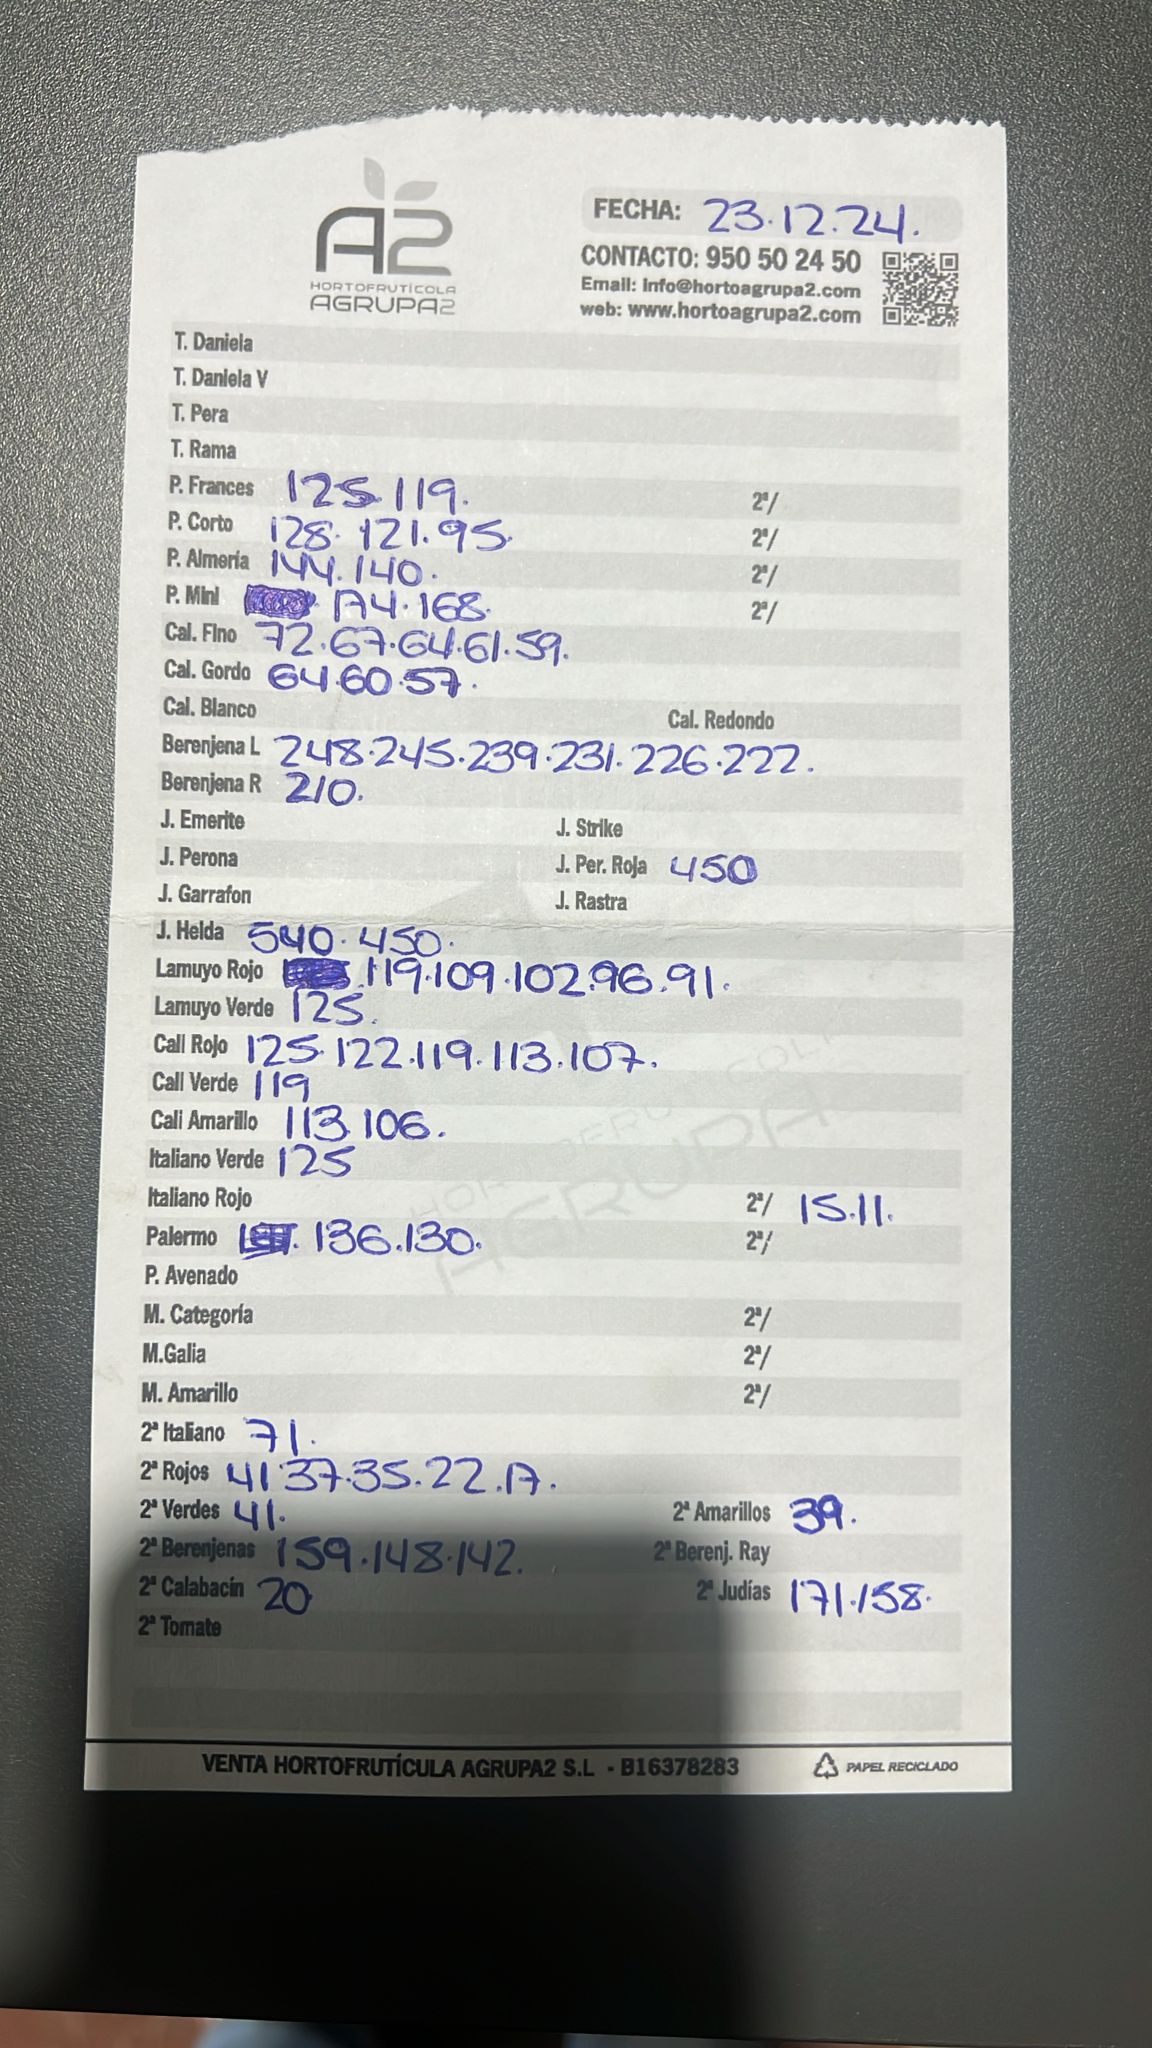 A2
HORTOFRUTÍCOLA
AGRUPA2
FECHA: 23.12.24.
CONTACTO: 950 50 24 50
Email: info@hortoagrupa2.com
web: www.hortoagrupa2.com
T. Daniela
T. Daniela V
T. Pera
T. Rama
P. Frances 125.119. 2ª/
P. Corto 128. 121.95. 2ª/
P. Almería 144.140. 2ª/
P. Mini 174.168. 2ª/
Cal. Fino 72.67.64.61.59.
Cal. Gordo 64.60.57.
Cal. Blanco Cal. Redondo
Berenjena L 248.245.239.231.226.222.
Berenjena R 210.
J. Emerite J. Strike
J. Perona J. Per. Roja 450
J. Garrafon J. Rastra
J. Helda 540. 450.
Lamuyo Rojo 119.109.102.96.91.
Lamuyo Verde 125.
Cali Rojo 125.122.119.113.107.
Cali Verde 119
Cali Amarillo 113.106.
Italiano Verde 125
Italiano Rojo 2ª/ 15.11.
Palermo 136.130. 2ª/
P. Avenado
M. Categoría 2ª/
M.Galia 2ª/
M. Amarillo 2ª/
2ª Italiano 71.
2ª Rojos 41.37.35.22.17.
2ª Verdes 41. 2ª Amarillos 39.
2ª Berenjenas 159.148.142. 2ª Berenj. Ray
2ª Calabacín 20 2ª Judías 171.158.
2ª Tomate
VENTA HORTOFRUTÍCULA AGRUPA2 S.L - B16378283 PAPEL RECICLADO